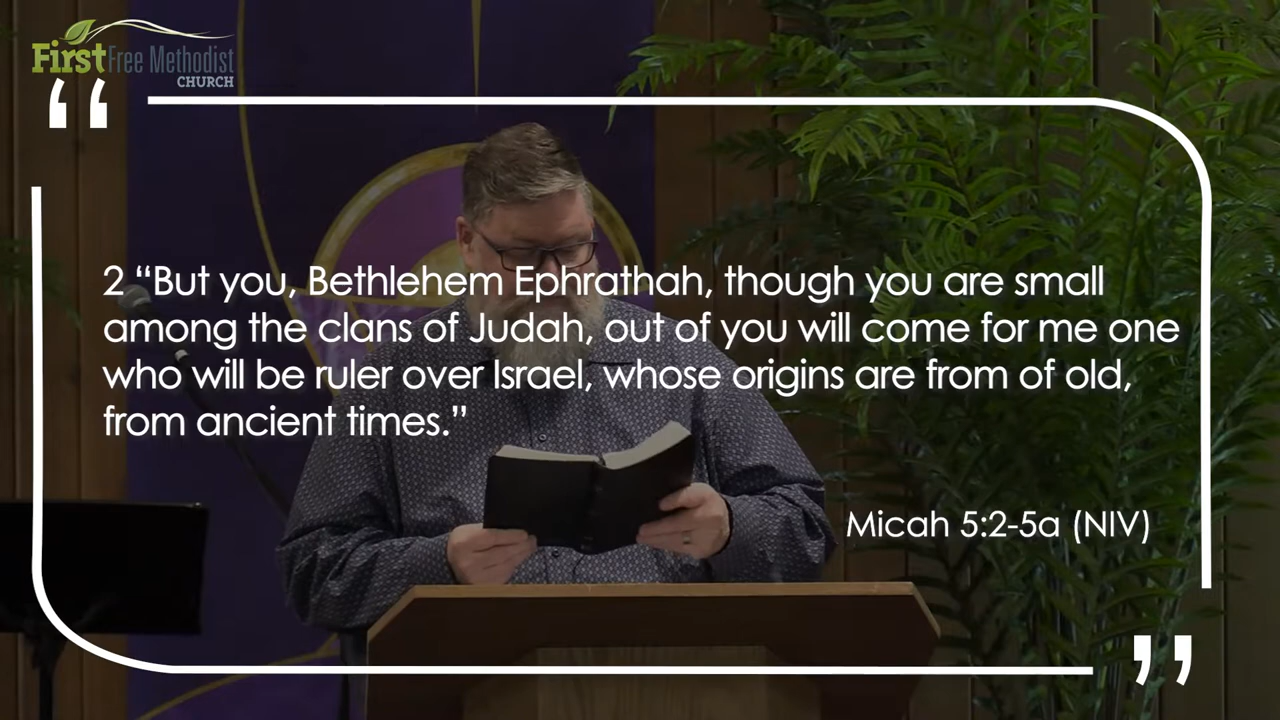 First Free Methodist
CHURCH
2 “But you, Bethlehem Ephrathah, though you are small
among the clans of Judah, out of you will come for me one
who will be ruler over Israel, whose origins are from of old,
from ancient times.”
Micah 5:2-5a (NIV)